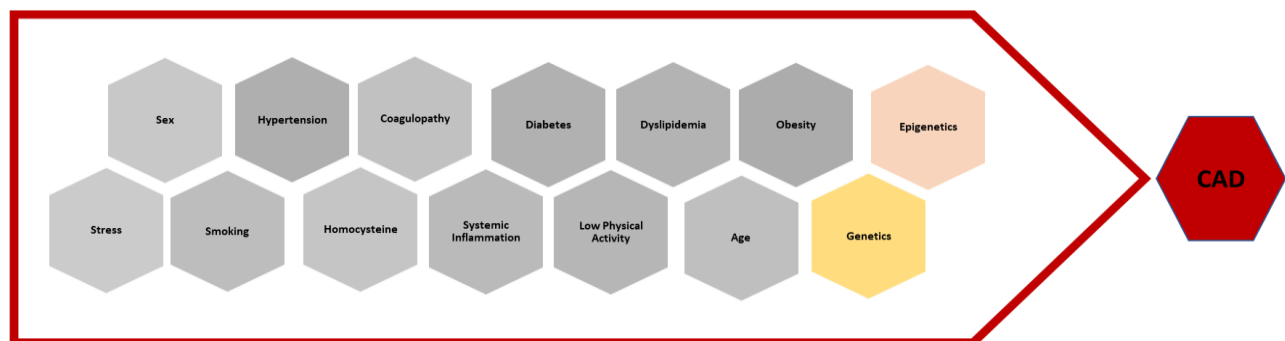 Sex
Hypertension
Coagulopathy
Diabetes
Dyslipidemia
Obesity
Epigenetics
Stress
Smoking
Homocysteine
Systemic
Inflammation
Low Physical
Activity
Age
Genetics
CAD